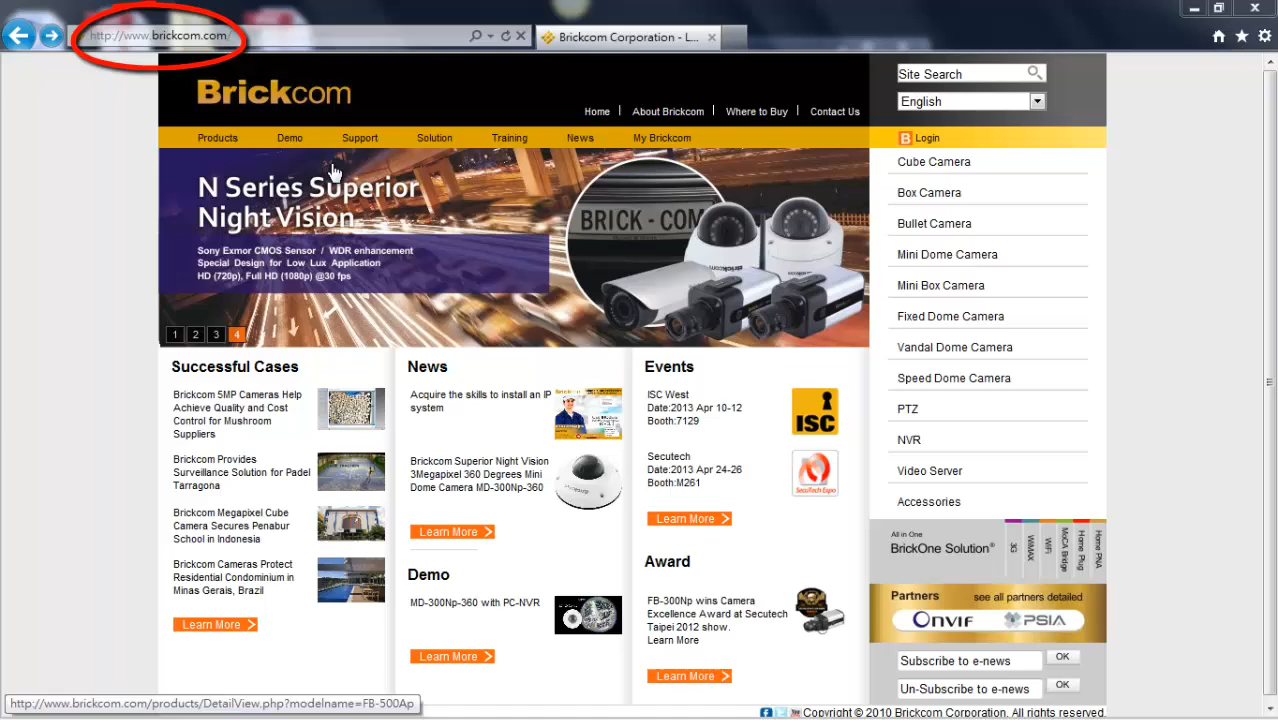 http://www.brickcom.com/
Brickcom Corporation - L...
Brickcom
Home
About Brickcom
Where to Buy
Contact Us
Site Search
English
Products
Demo
Support
Solution
Training
News
My Brickcom
Login
N Series Superior
Night Vision
Sony Exmor CMOS Sensor / WDR enhancement
Special Design for Low Lux Application
HD (720p), Full HD (1080p) @30 fps
BRICK-COM
1 2 3 4
Cube Camera
Box Camera
Bullet Camera
Mini Dome Camera
Mini Box Camera
Fixed Dome Camera
Vandal Dome Camera
Speed Dome Camera
PTZ
NVR
Video Server
Accessories
Successful Cases
Brickcom 5MP Cameras Help
Achieve Quality and Cost
Control for Mushroom
Suppliers
Brickcom Provides
Surveillance Solution for Padel
Tarragona
Brickcom Megapixel Cube
Camera Secures Penabur
School in Indonesia
Brickcom Cameras Protect
Residential Condominium in
Minas Gerais, Brazil
Learn More
News
Acquire the skills to install an IP
system
Brickcom Superior Night Vision
3Megapixel 360 Degrees Mini
Dome Camera MD-300Np-360
Learn More
Demo
MD-300Np-360 with PC-NVR
Learn More
Events
ISC West
Date:2013 Apr 10-12
Booth:7129
ISC
Secutech
Date:2013 Apr 24-26
Booth:M261
SecuTech Expo
Learn More
Award
FB-300Np wins Camera
Excellence Award at Secutech
Taipei 2012 show.
Learn More
Learn More
All in One
BrickOne Solution®
3G
WiMAX
WiFi
MoCA Bridge
Home Plug
Home PNA
Partners
see all partners detailed
ONVIF
PSIA
Subscribe to e-news
OK
Un-Subscribe to e-news
OK
http://www.brickcom.com/products/DetailView.php?modelname=FB-500Ap
Copyright © 2010 Brickcom Corporation. All rights reserved.